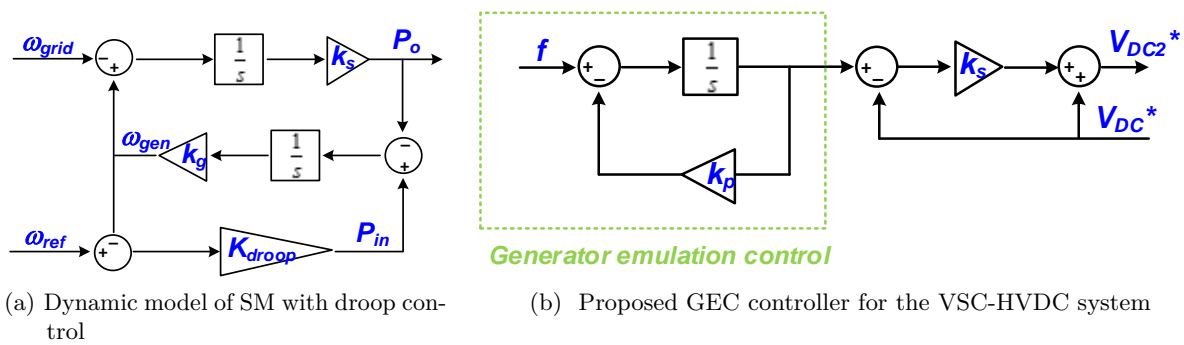 ω_grid
− +
1/s
k_s
P_o
ω_gen
k_g
1/s
− +
ω_ref
+ −
K_droop
P_in
(a) Dynamic model of SM with droop con-
trol
f
+ −
1/s
k_p
Generator emulation control
+ −
k_s
+ +
V_DC2*
V_DC*
(b) Proposed GEC controller for the VSC-HVDC system